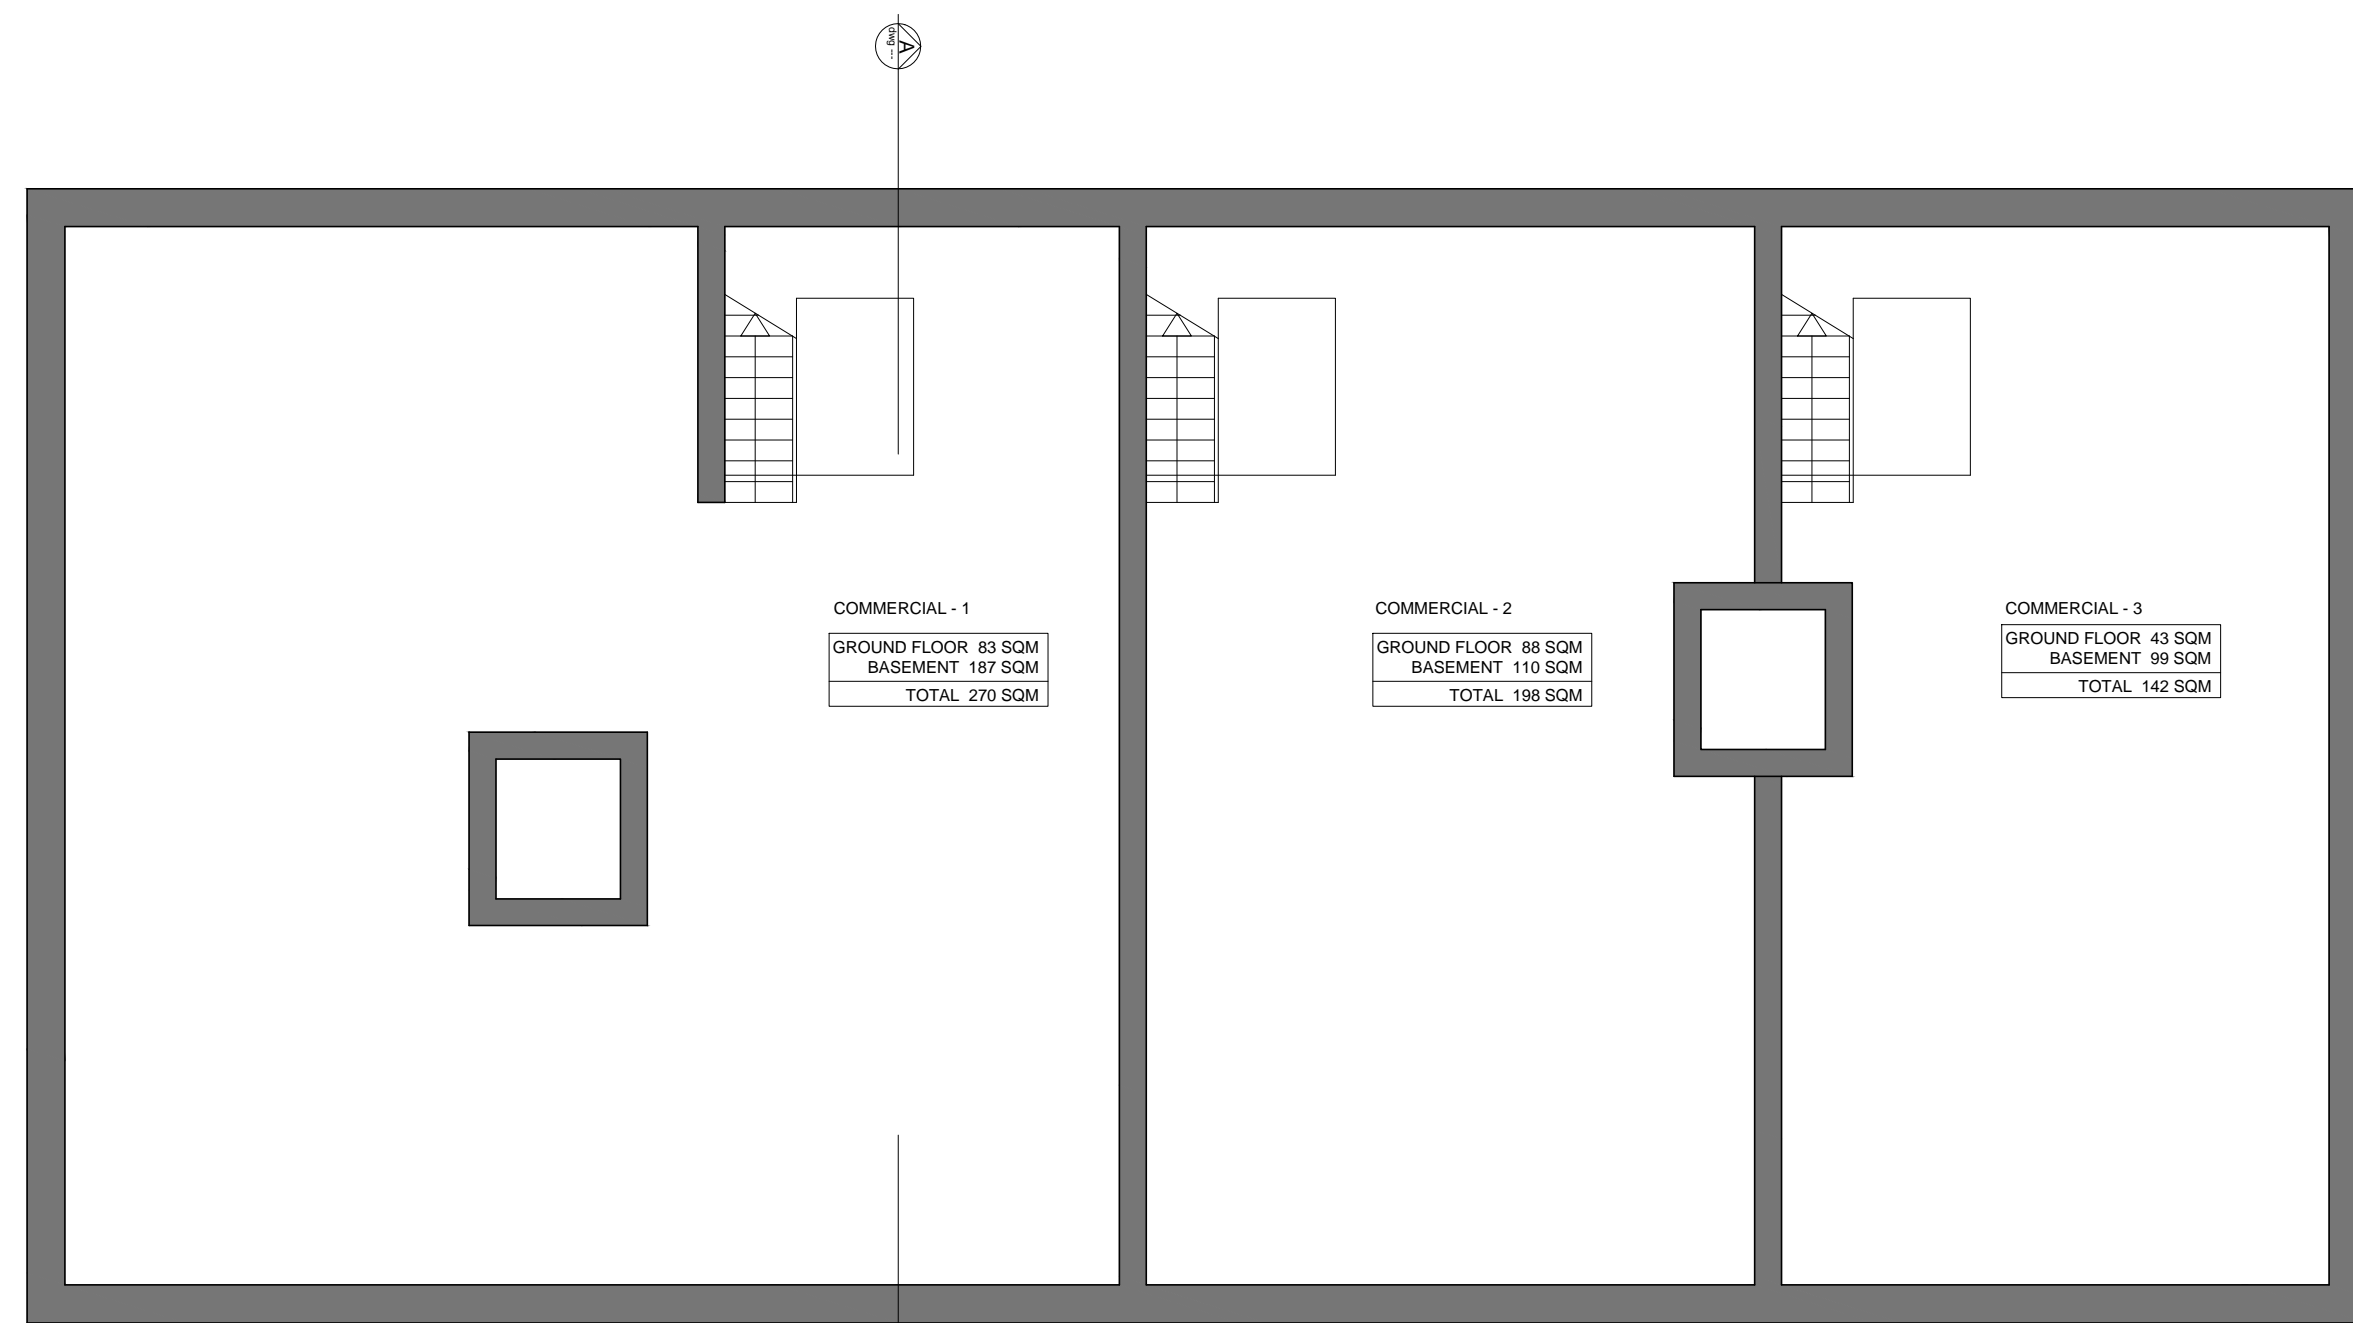 A
dwg ---
COMMERCIAL - 1
GROUND FLOOR 83 SQM
BASEMENT 187 SQM
TOTAL 270 SQM
COMMERCIAL - 2
GROUND FLOOR 88 SQM
BASEMENT 110 SQM
TOTAL 198 SQM
COMMERCIAL - 3
GROUND FLOOR 43 SQM
BASEMENT 99 SQM
TOTAL 142 SQM